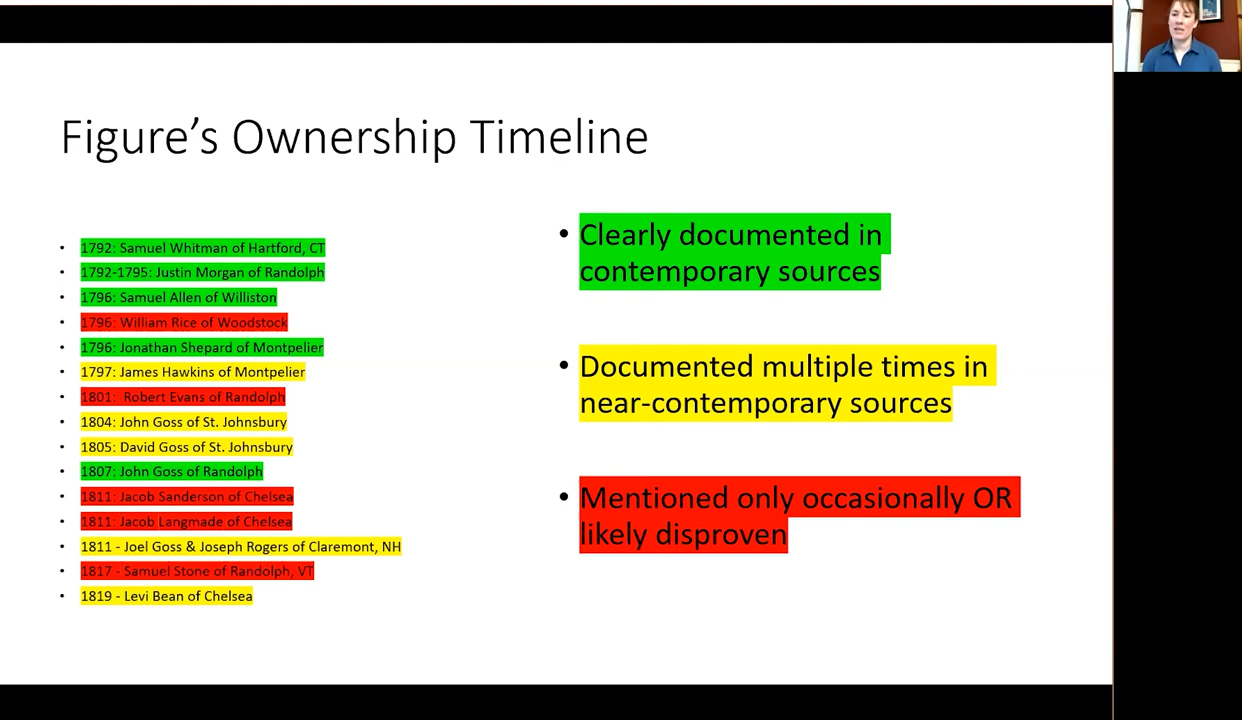 Figure’s Ownership Timeline
• 1792: Samuel Whitman of Hartford, CT
• 1792-1795: Justin Morgan of Randolph
• 1796: Samuel Allen of Williston
• 1796: William Rice of Woodstock
• 1796: Jonathan Shepard of Montpelier
• 1797: James Hawkins of Montpelier
• 1801:  Robert Evans of Randolph
• 1804: John Goss of St. Johnsbury
• 1805: David Goss of St. Johnsbury
• 1807: John Goss of Randolph
• 1811: Jacob Sanderson of Chelsea
• 1811: Jacob Langmade of Chelsea
• 1811 - Joel Goss & Joseph Rogers of Claremont, NH
• 1817 - Samuel Stone of Randolph, VT
• 1819 - Levi Bean of Chelsea
• Clearly documented in
contemporary sources
• Documented multiple times in
near-contemporary sources
• Mentioned only occasionally OR
likely disproven